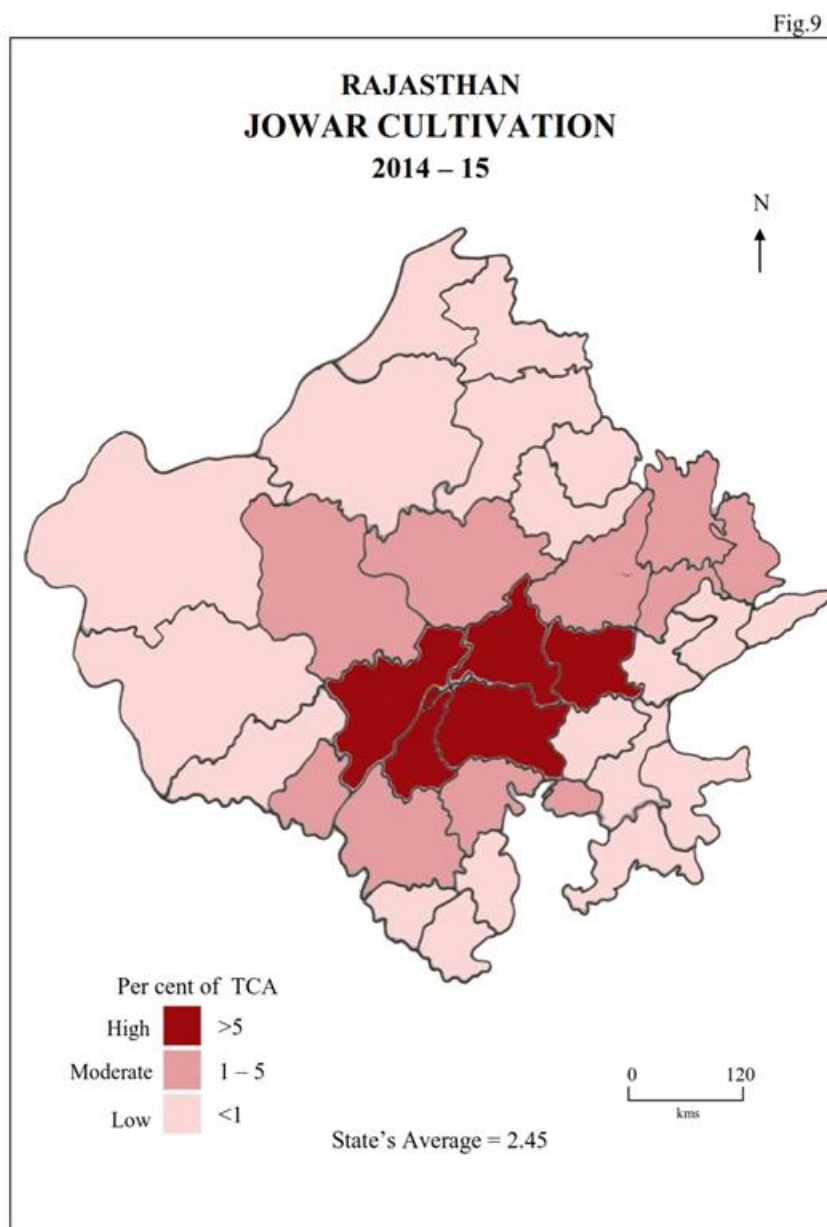 Fig.9
RAJASTHAN
JOWAR CULTIVATION
2014 – 15
N
Per cent of TCA
High >5
Moderate 1 – 5
Low <1
0 120
kms
State’s Average = 2.45